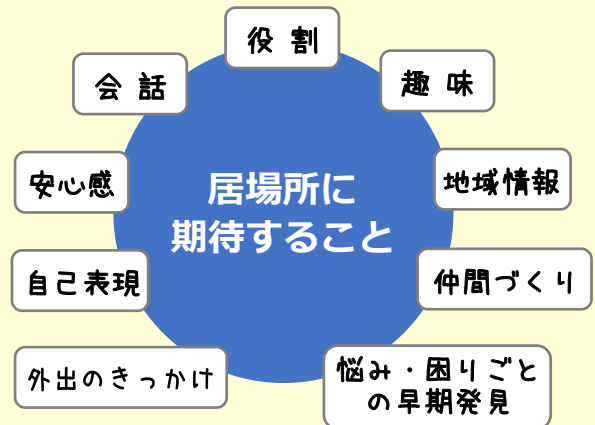 役割
会話
趣味
安心感
居場所に
期待すること
地域情報
自己表現
仲間づくり
外出のきっかけ
悩み・困りごと
の早期発見